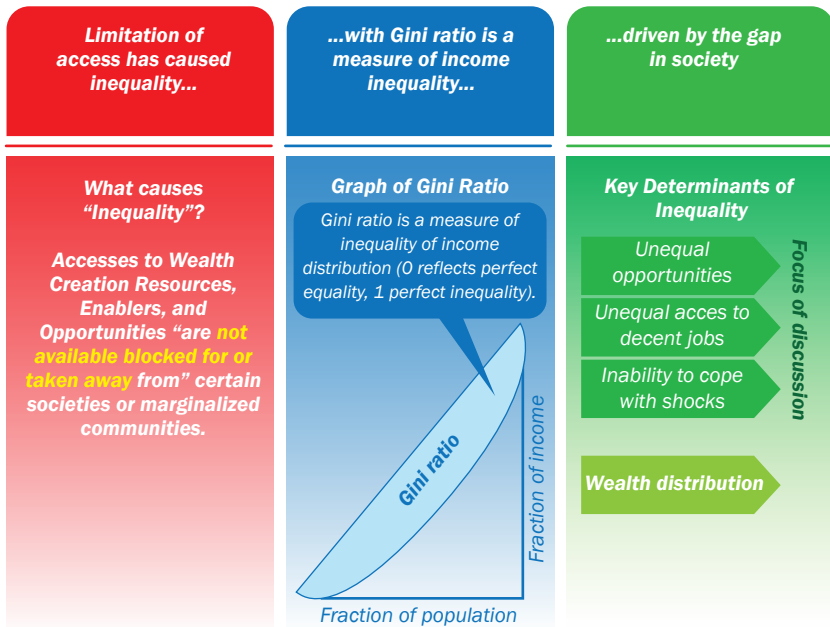 Limitation of
access has caused
inequality...
What causes
“Inequality”?
Accesses to Wealth
Creation Resources,
Enablers, and
Opportunities “are not
available blocked for or
taken away from” certain
societies or marginalized
communities.
...with Gini ratio is a
measure of income
inequality...
Graph of Gini Ratio
Gini ratio is a measure of
inequality of income
distribution (0 reflects perfect
equality, 1 perfect inequality).
Gini ratio
Fraction of income
Fraction of population
...driven by the gap
in society
Key Determinants of
Inequality
Unequal
opportunities
Unequal acces to
decent jobs
Inability to cope
with shocks
Focus of discussion
Wealth distribution